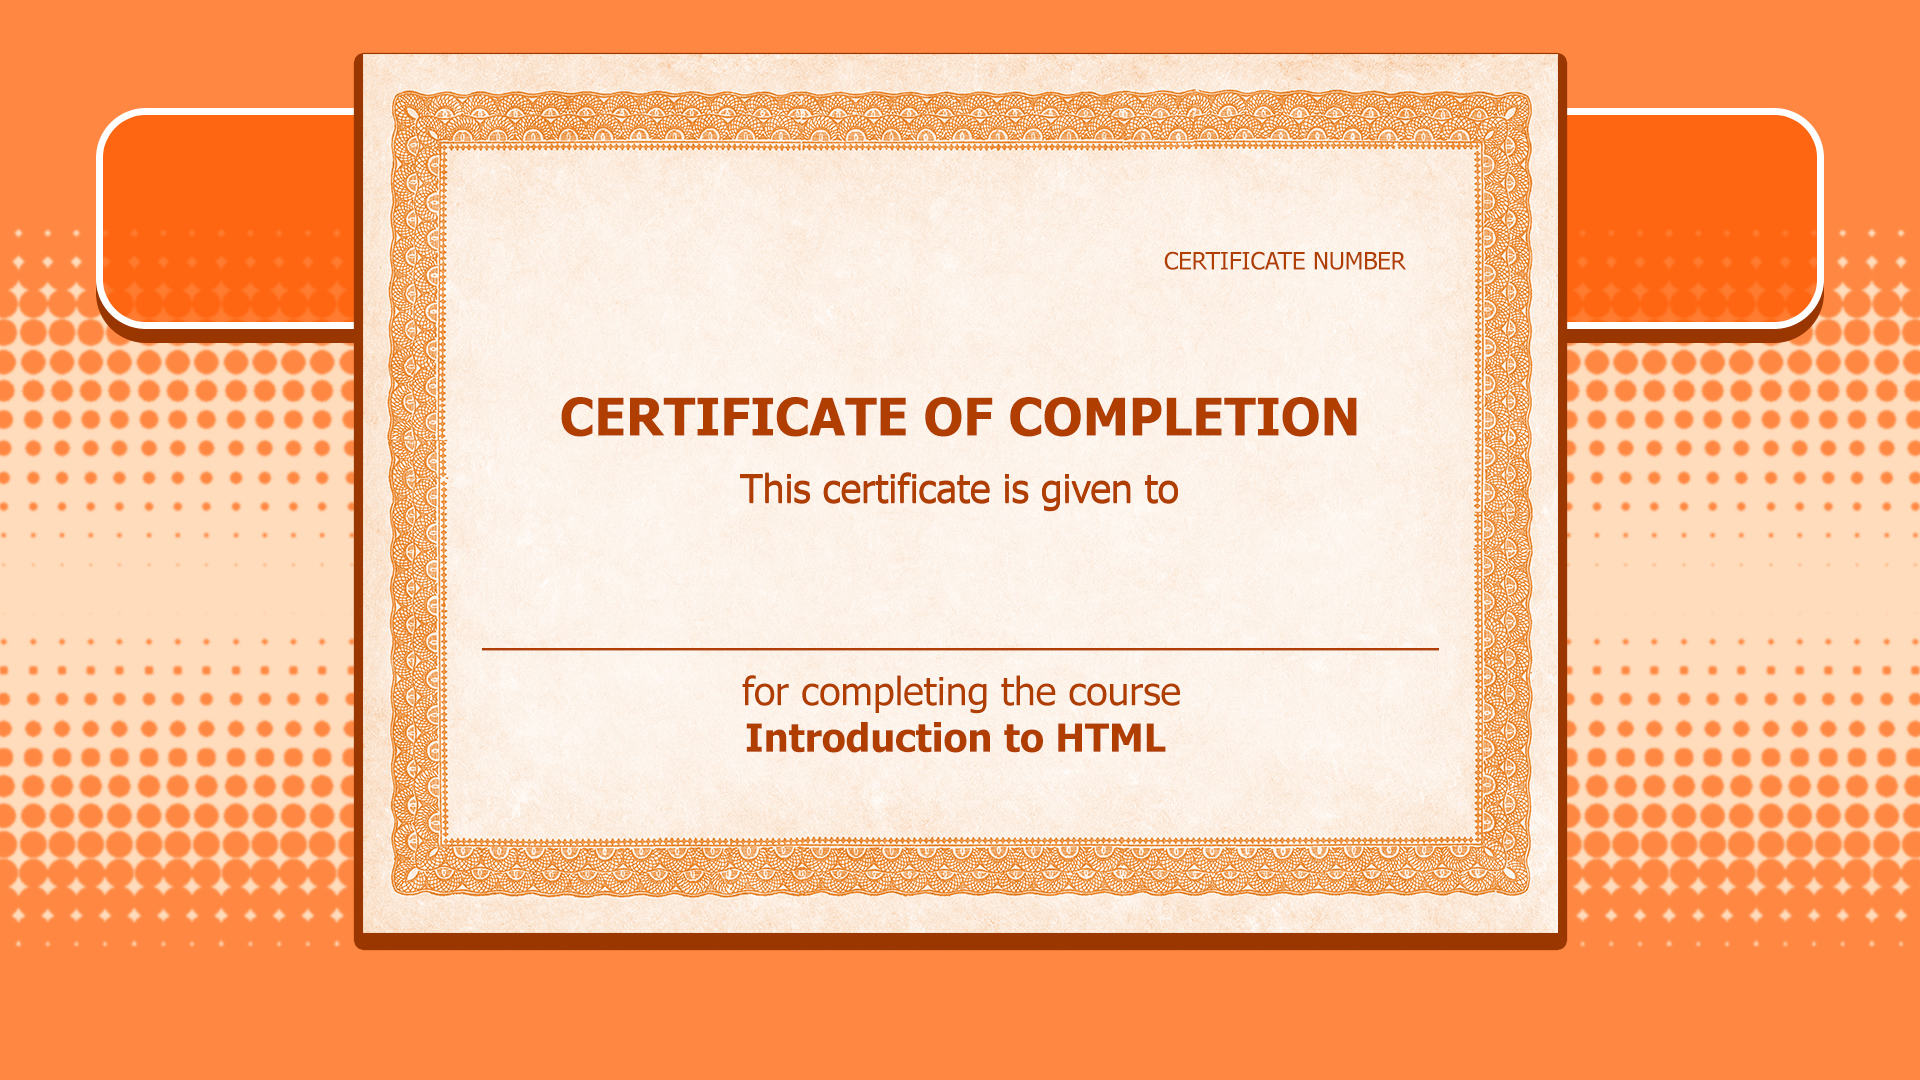 CERTIFICATE NUMBER
CERTIFICATE OF COMPLETION
This certificate is given to
for completing the course
Introduction to HTML